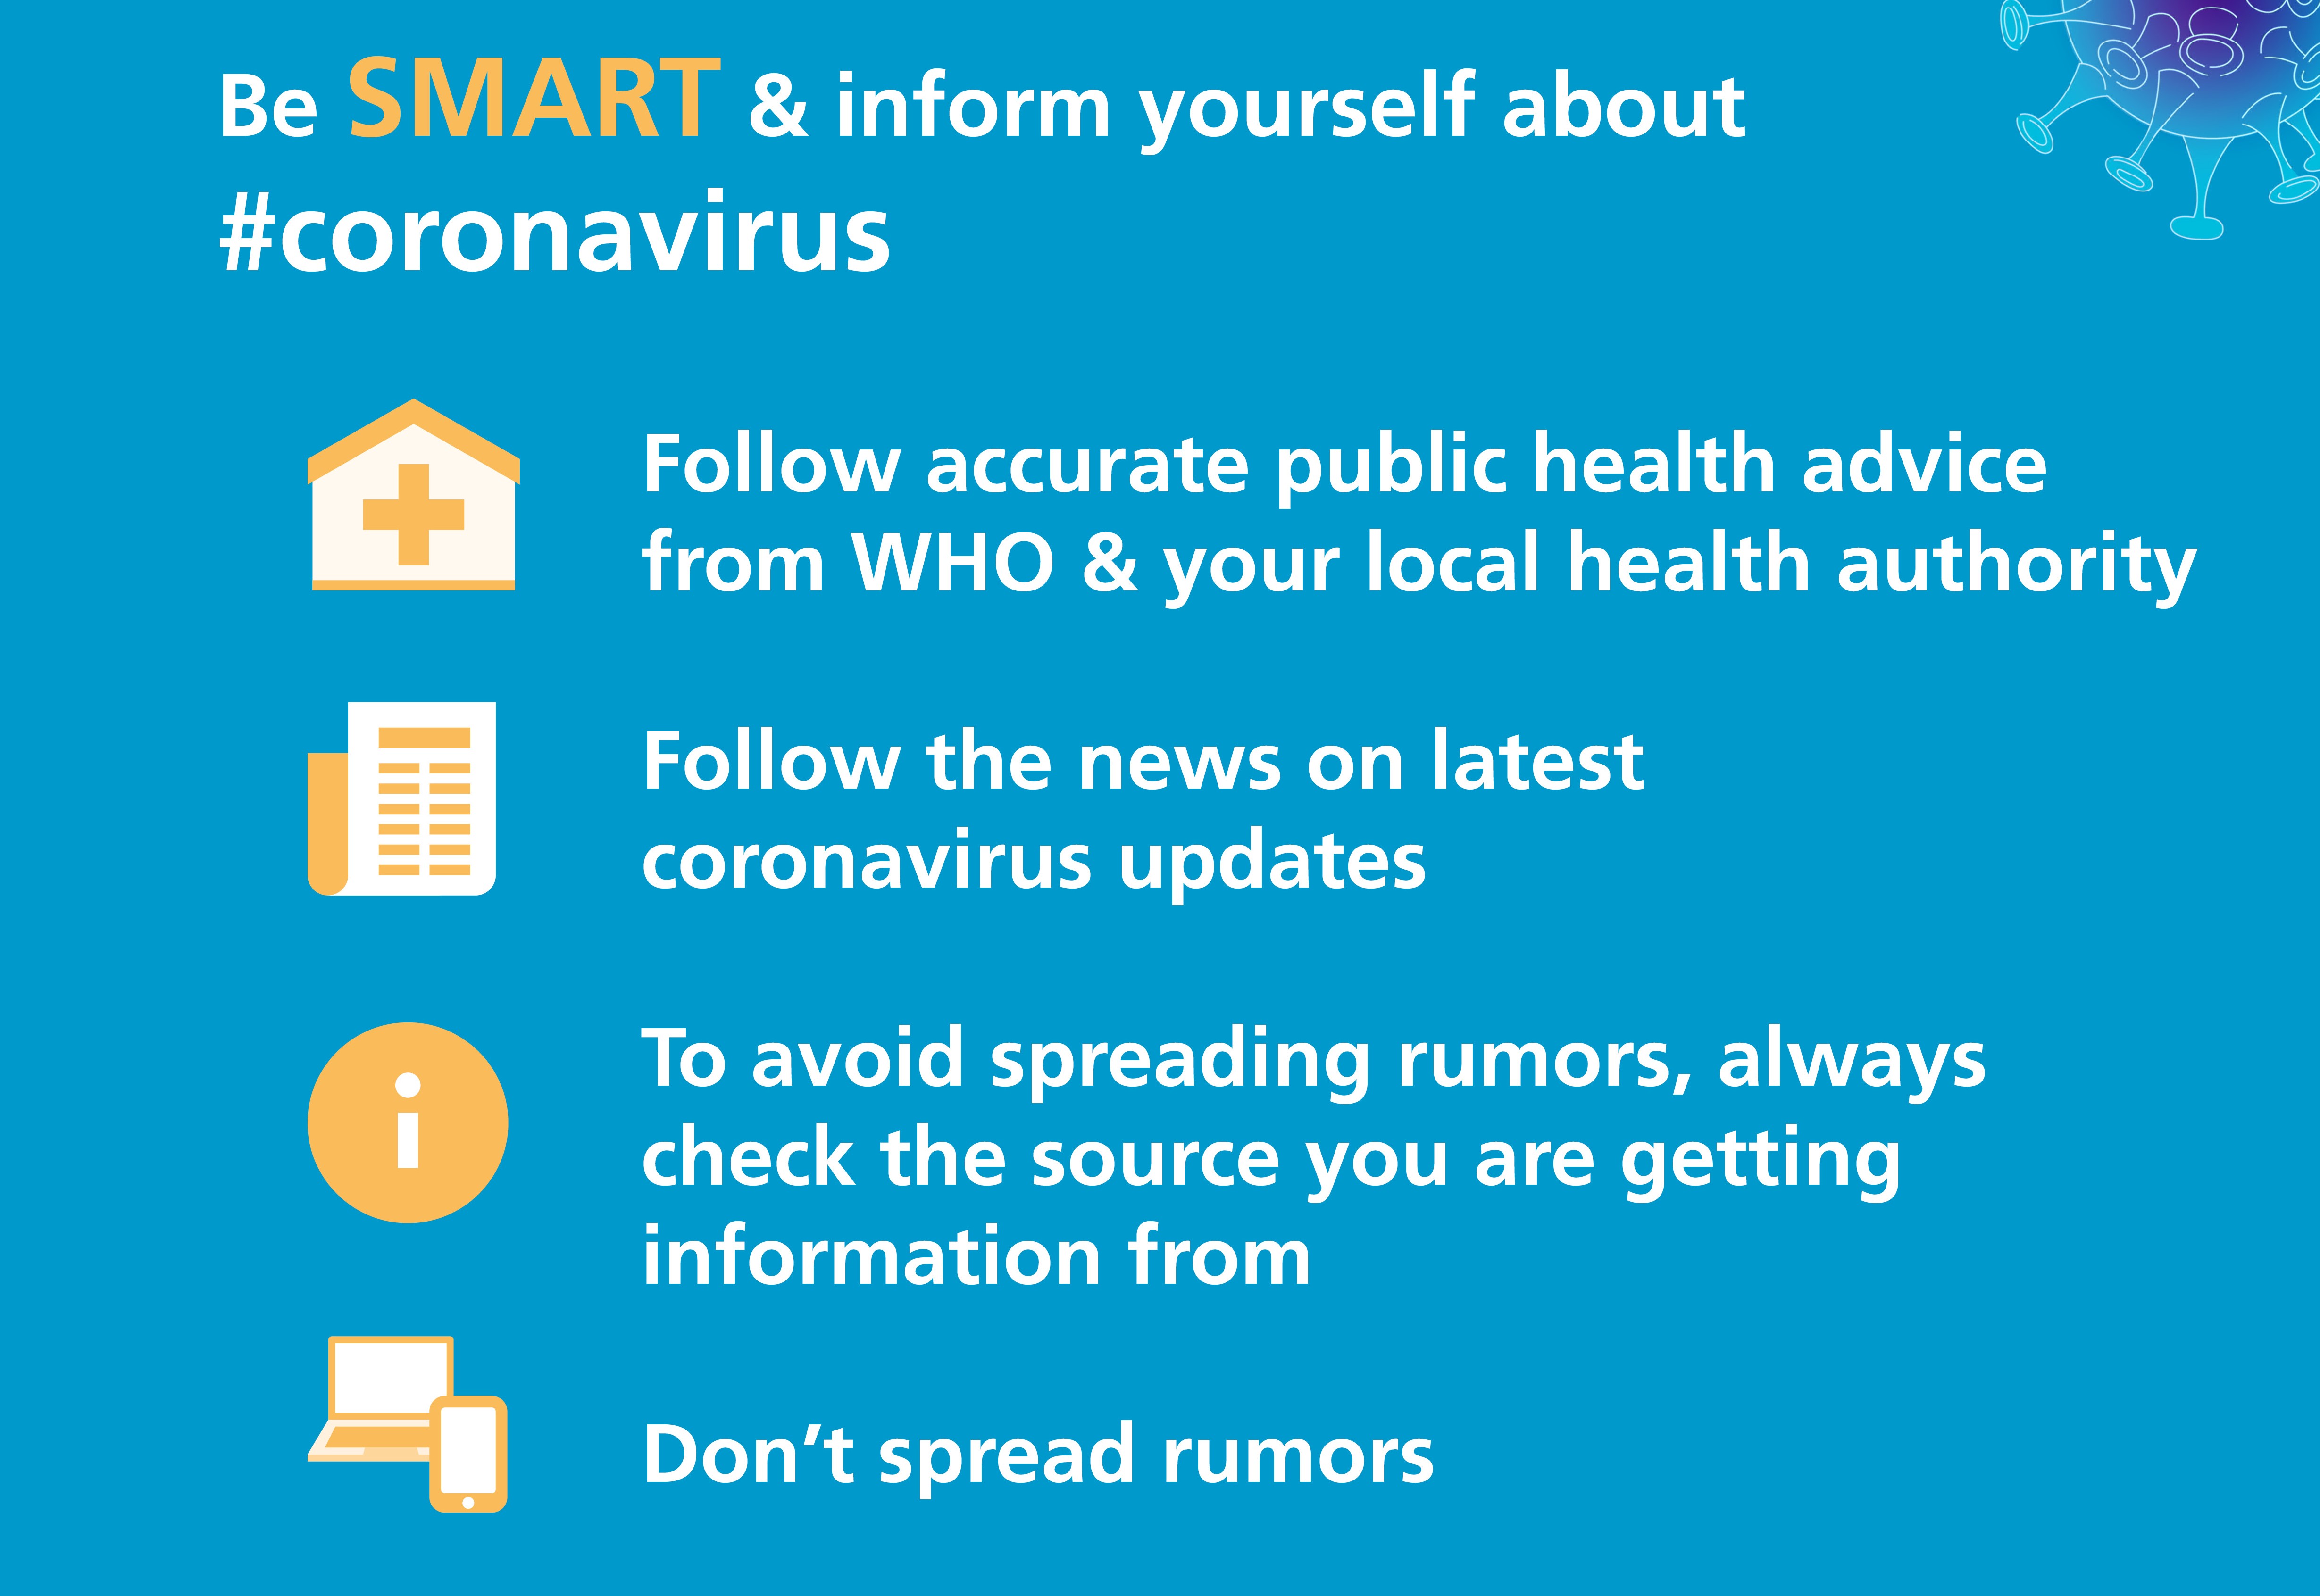 Be SMART & inform yourself about
#coronavirus
Follow accurate public health advice
from WHO & your local health authority
Follow the news on latest
coronavirus updates
To avoid spreading rumors, always
check the source you are getting
information from
Don‘t spread rumors